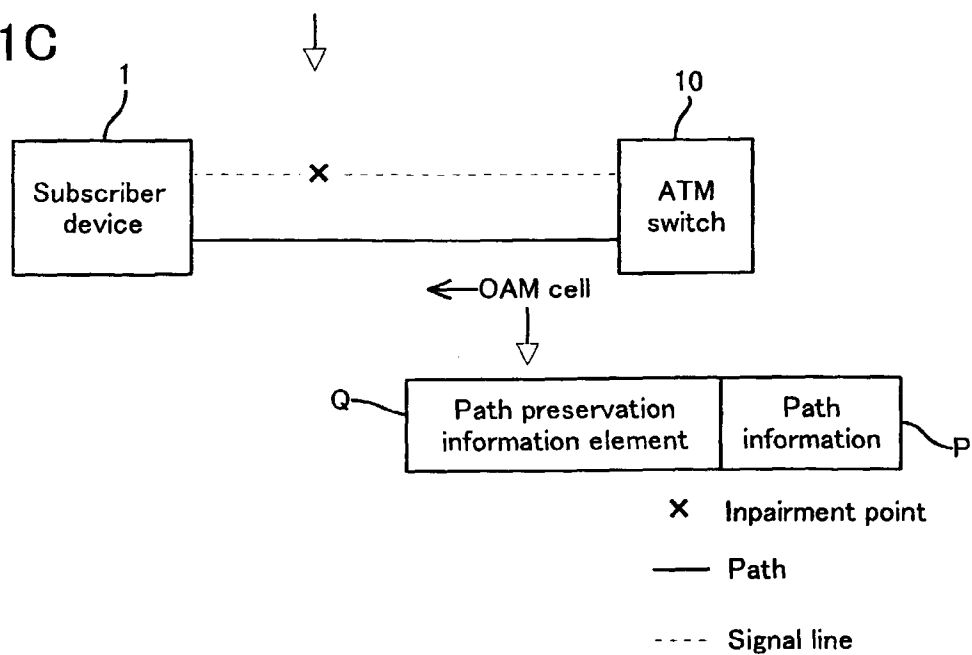 1C
1
10
Subscriber
device
ATM
switch
OAM cell
Q
Path preservation
information element
Path
information
P
× Inpairment point
Path
Signal line